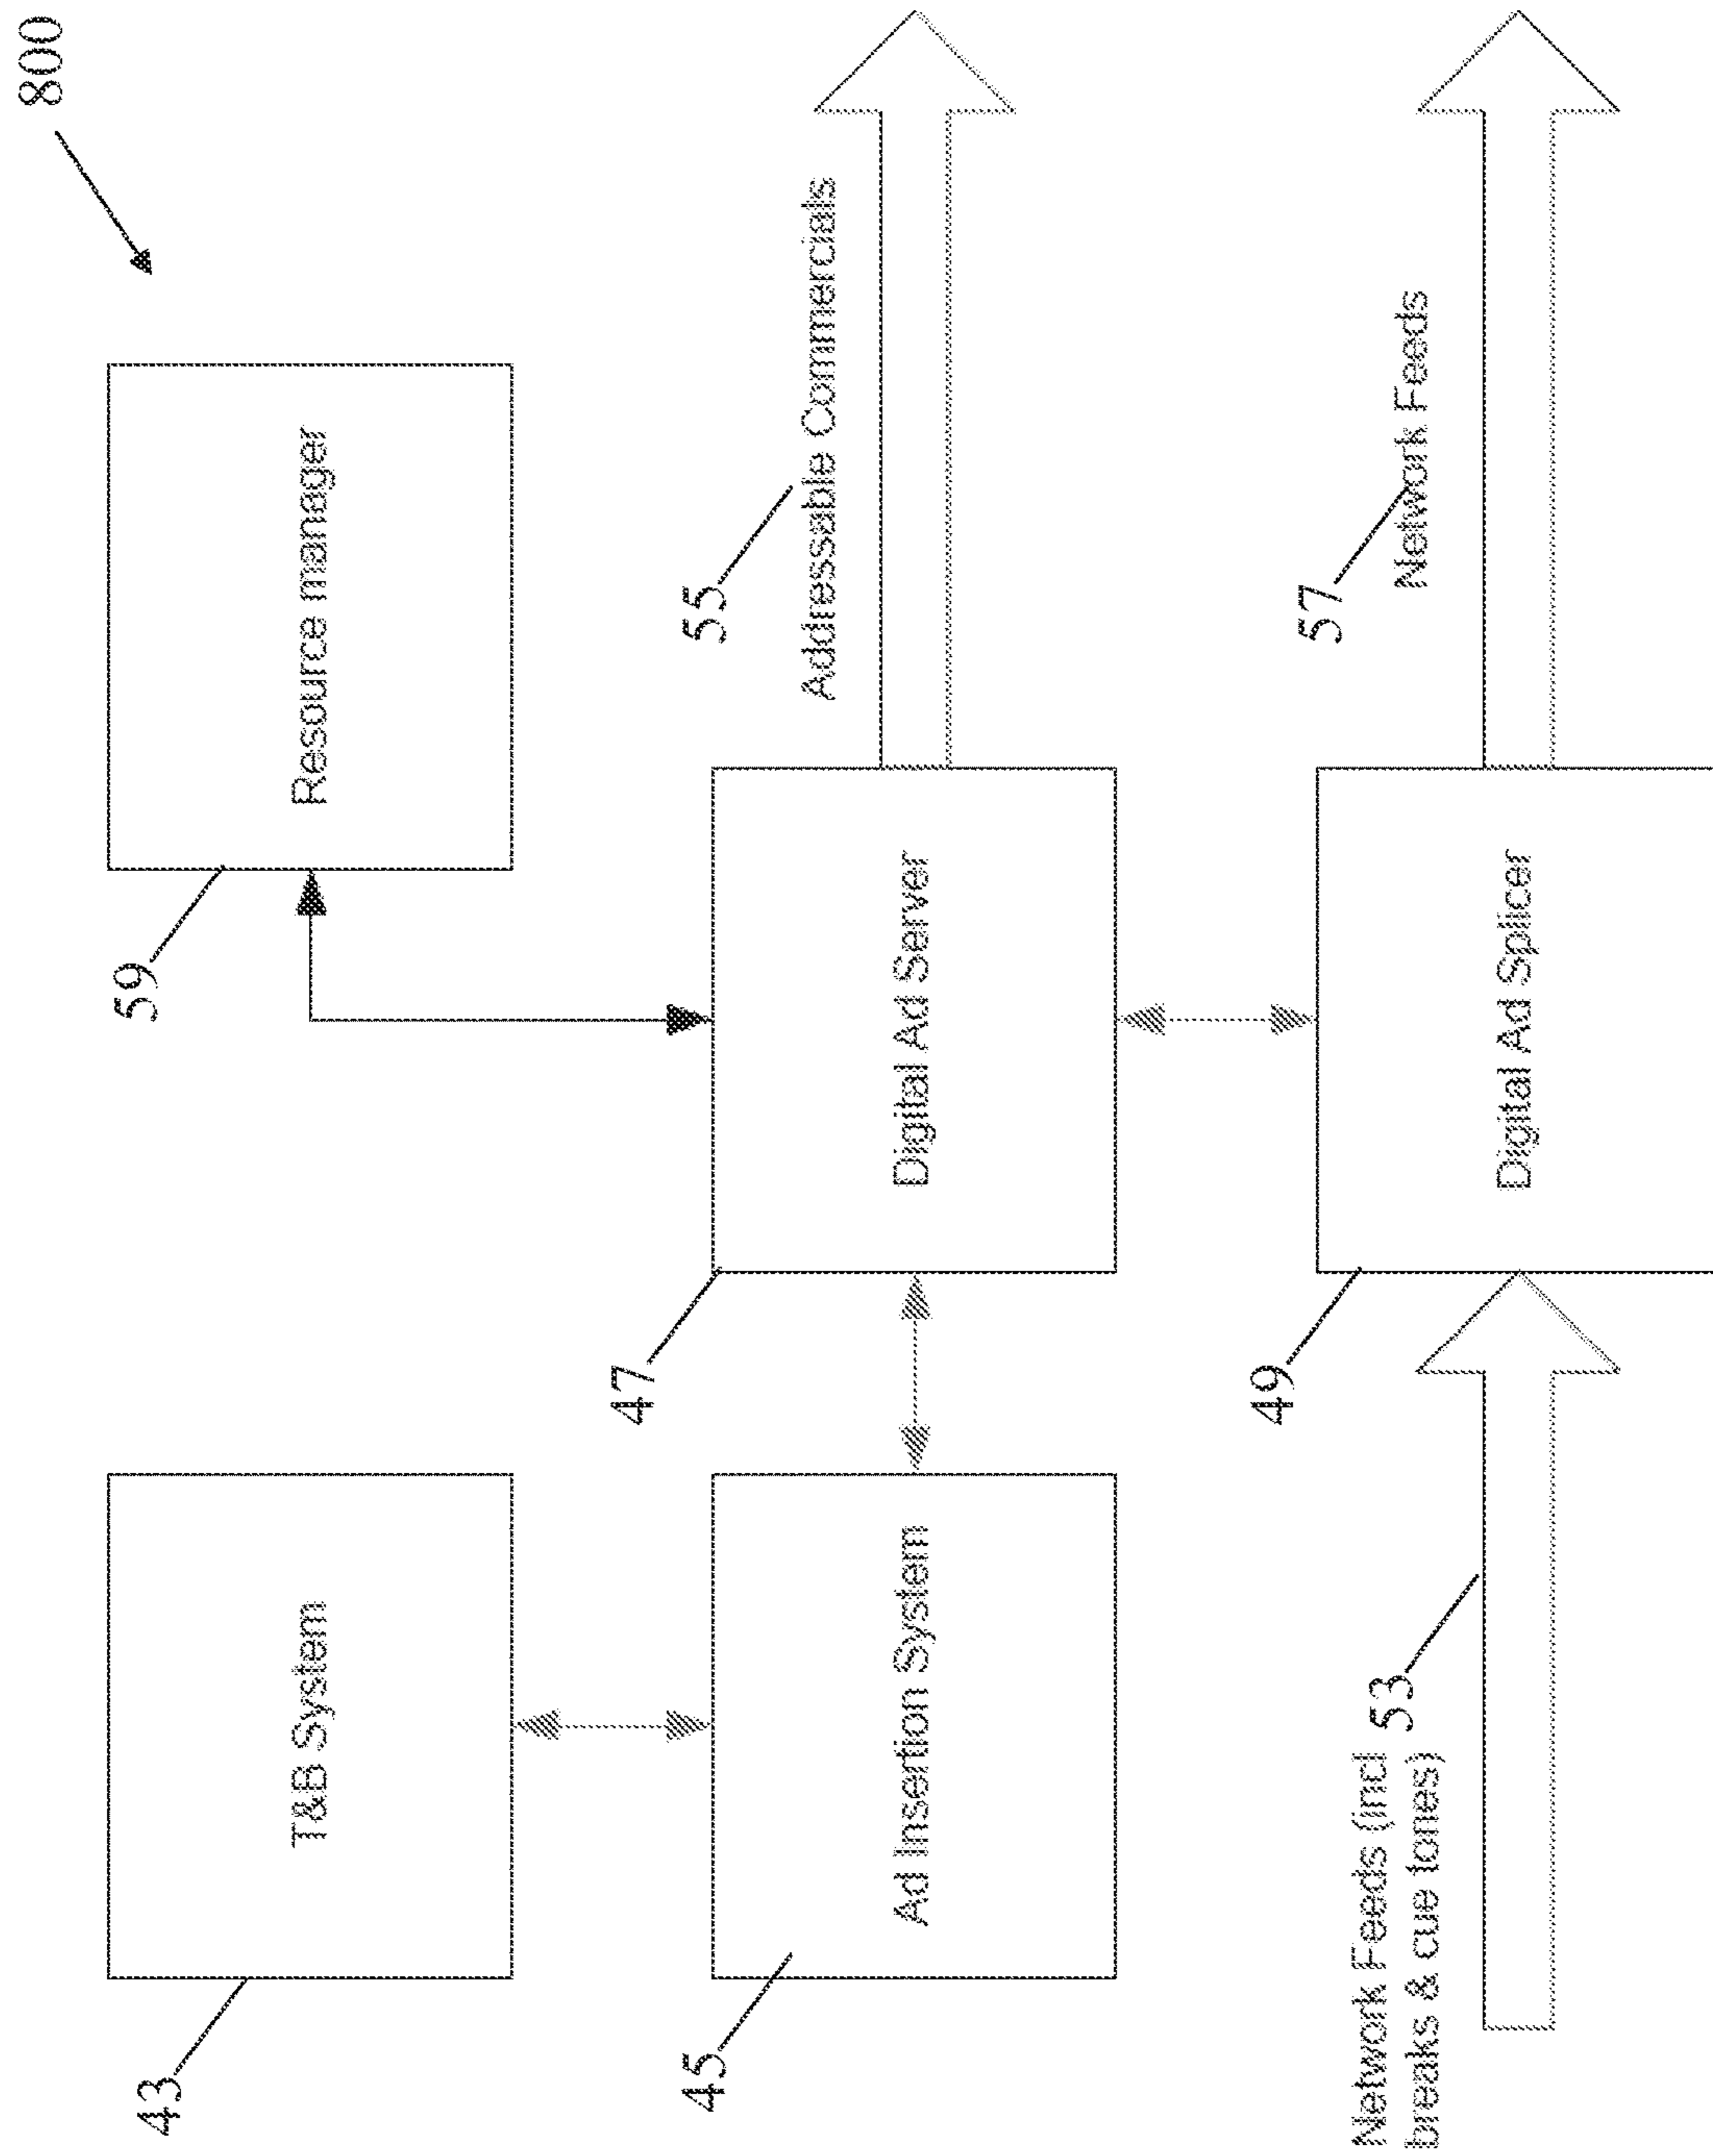 800
43
T&B System
59
Resource manager
45
Ad Insertion System
47
Digital Ad Server
55
Addressable Commercials
Network Feeds (incl
breaks & cue tones)
53
49
Digital Ad Splicer
57
Network Feeds